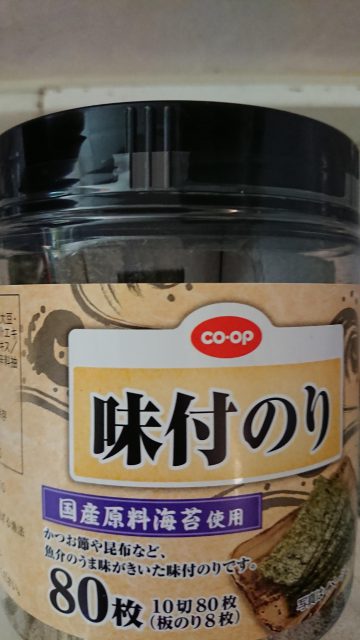 CO·OP
味付のり
国産原料海苔使用
かつお節や昆布など、
魚介のうま味がきいた味付のりです。
80枚
10切80枚
(板のり8枚)